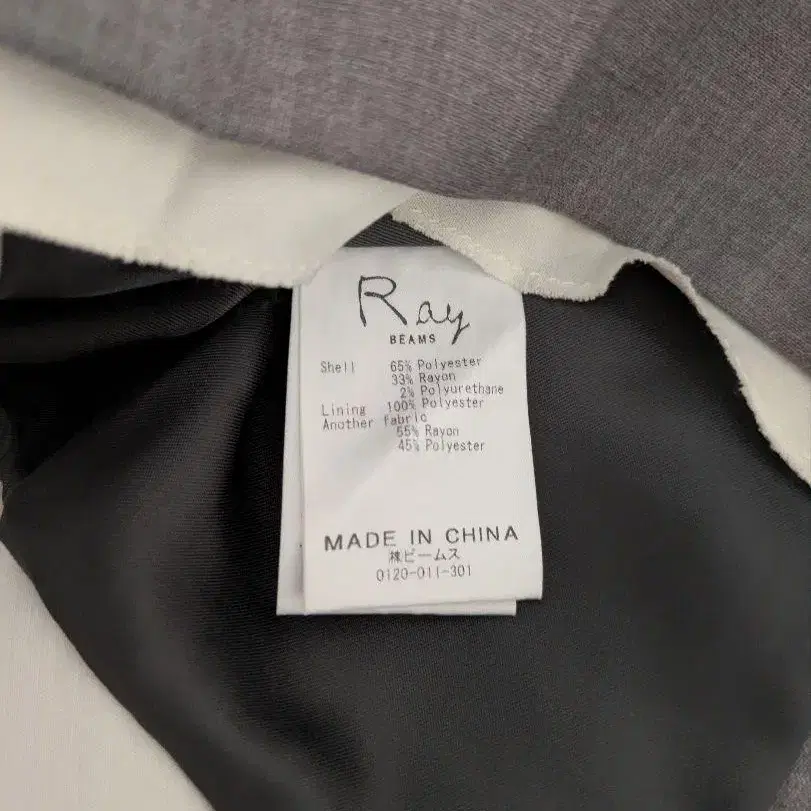 Ray
BEAMS
Shell 65% Polyester
33% Rayon
2% Polyurethane
Lining 100% Polyester
Another fabric
55% Rayon
45% Polyester
MADE IN CHINA
㈱ビームス
0120-011-301